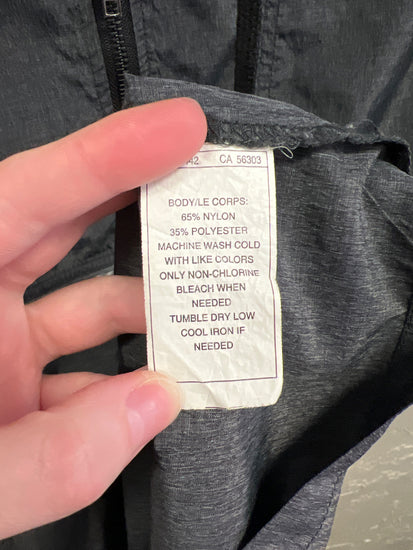 42 CA 56303
BODY/LE CORPS:
65% NYLON
35% POLYESTER
MACHINE WASH COLD
WITH LIKE COLORS
ONLY NON-CHLORINE
BLEACH WHEN
NEEDED
TUMBLE DRY LOW
COOL IRON IF
NEEDED